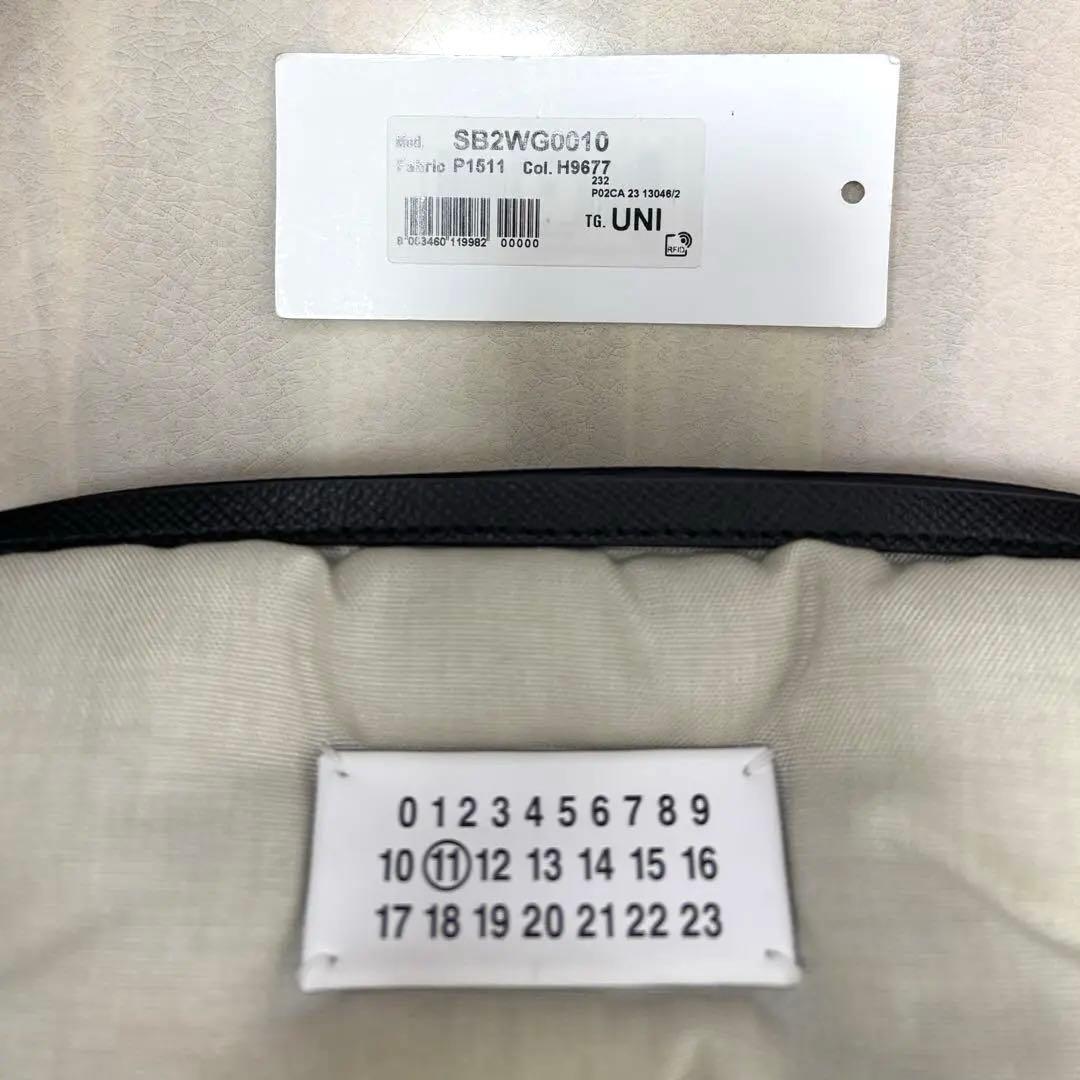 Mod. SB2WG0010
Fabric P1511 Col. H9677
232
P02CA 23 13046/2
TG. UNI
8 053460 119982 00000
RFID
0 1 2 3 4 5 6 7 8 9
10 11 12 13 14 15 16
17 18 19 20 21 22 23